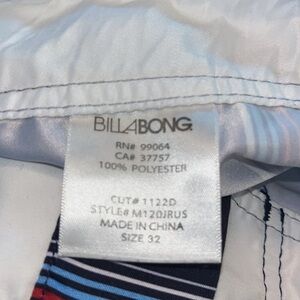 BILLABONG
RN# 99064
CA# 37757
100% POLYESTER
CUT# 1122D
STYLE# M120JRUS
MADE IN CHINA
SIZE 32